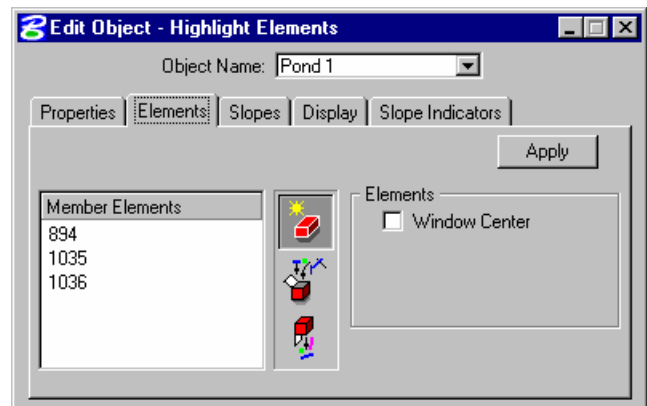 Edit Object - Highlight Elements
Object Name: Pond 1
Properties Elements Slopes Display Slope Indicators
Apply
Member Elements
894
1035
1036
Elements
Window Center